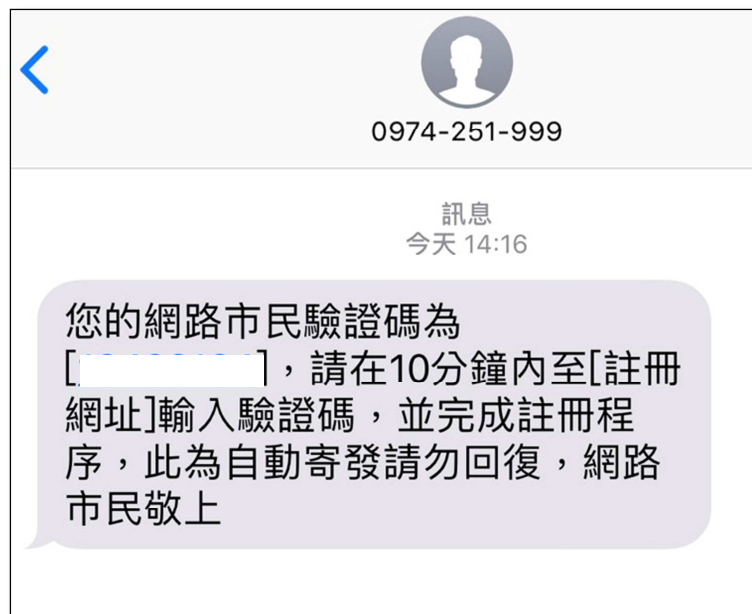 0974-251-999
訊息
今天 14:16
您的網路市民驗證碼為
[ ],請在10分鐘內至[註冊
網址]輸入驗證碼,並完成註冊程
序,此為自動寄發請勿回復,網路
市民敬上